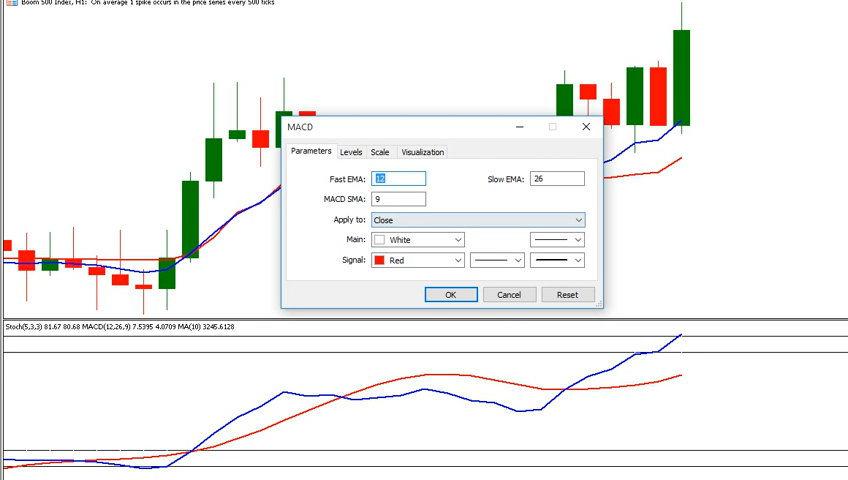 Boom 500 Index, H1: On average 1 spike occurs in the price series every 500 ticks
MACD
Parameters Levels Scale Visualization
Fast EMA: 12 Slow EMA: 26
MACD SMA: 9
Apply to: Close
Main: White
Signal: Red
OK Cancel Reset
Stoch(5,3,3) 81.67 80.68 MACD(12,26,9) 7.5395 4.0709 MA(10) 3245.6128